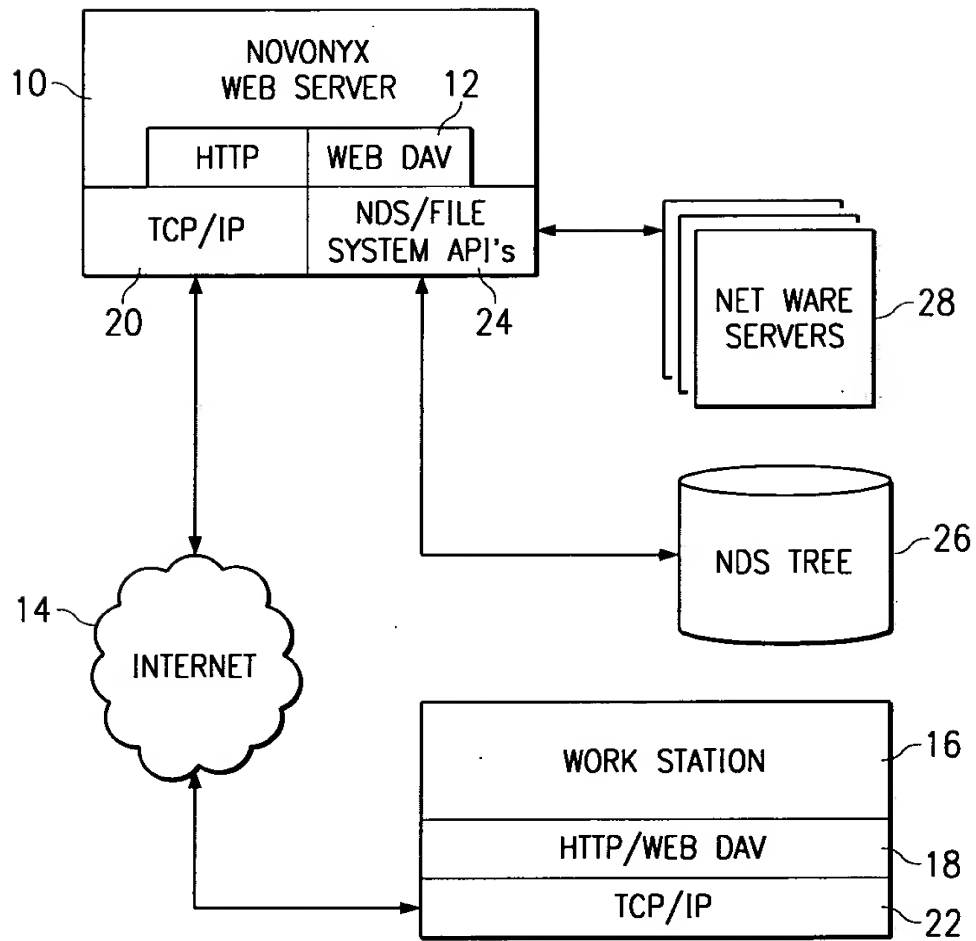 NOVONYX
WEB SERVER
10
12
HTTP
WEB DAV
TCP/IP
NDS/FILE
SYSTEM API's
20
24
NET WARE
SERVERS
28
NDS TREE
26
14
INTERNET
WORK STATION
16
HTTP/WEB DAV
18
TCP/IP
22